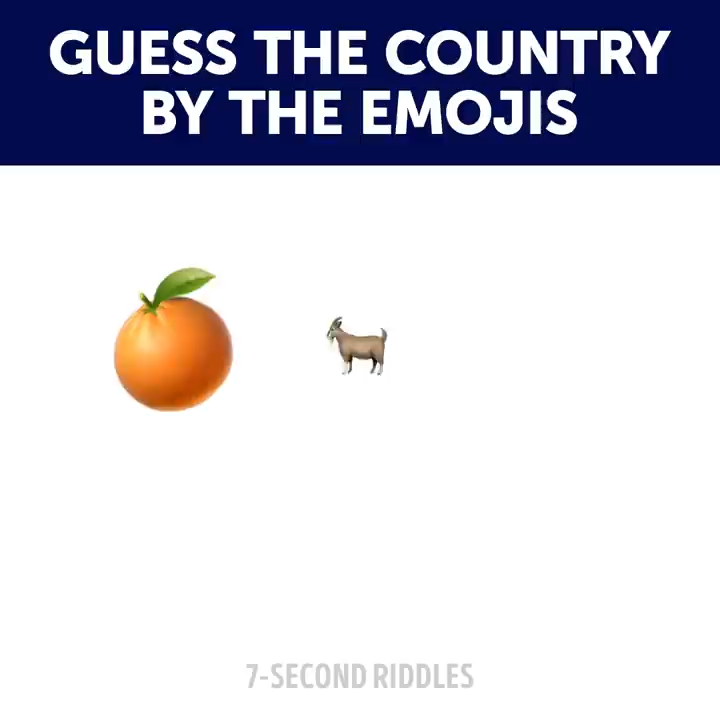 GUESS THE COUNTRY
BY THE EMOJIS
7-SECOND RIDDLES